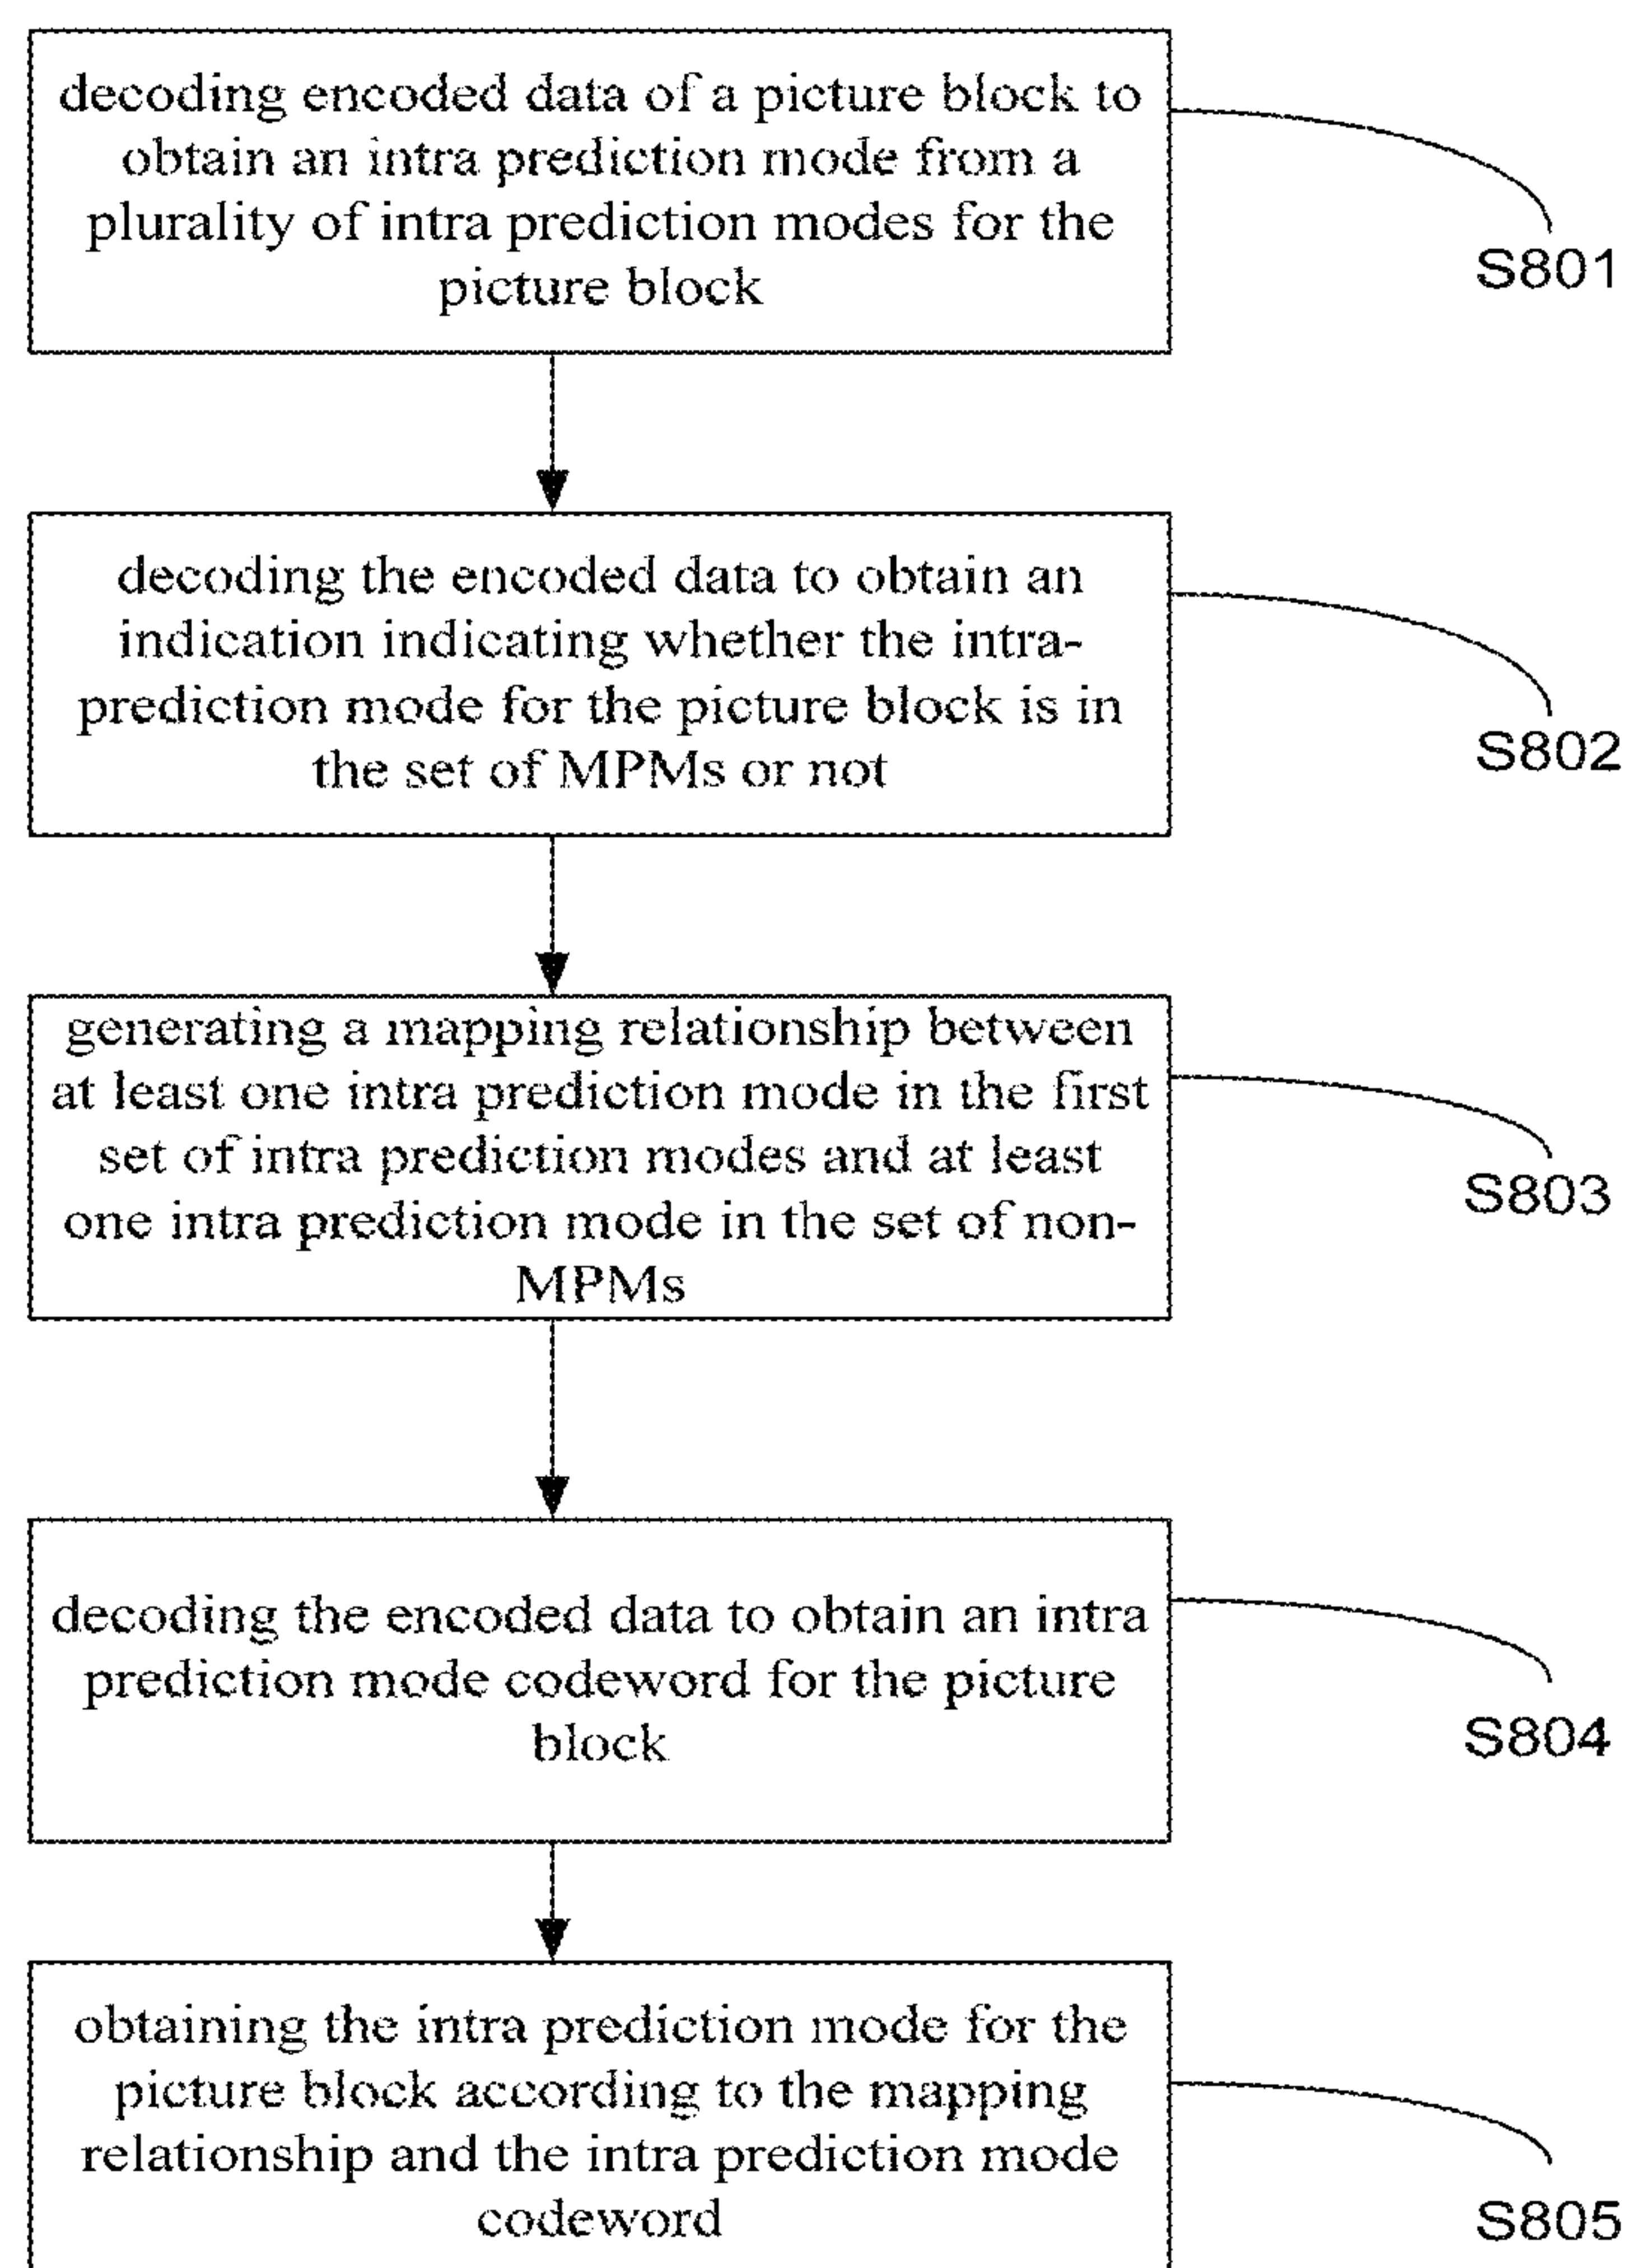 decoding encoded data of a picture block to
obtain an intra prediction mode from a
plurality of intra prediction modes for the
picture block
S801
decoding the encoded data to obtain an
indication indicating whether the intra-
prediction mode for the picture block is in
the set of MPMs or not
S802
generating a mapping relationship between
at least one intra prediction mode in the first
set of intra prediction modes and at least
one intra prediction mode in the set of non-
MPMs
S803
decoding the encoded data to obtain an intra
prediction mode codeword for the picture
block
S804
obtaining the intra prediction mode for the
picture block according to the mapping
relationship and the intra prediction mode
codeword
S805